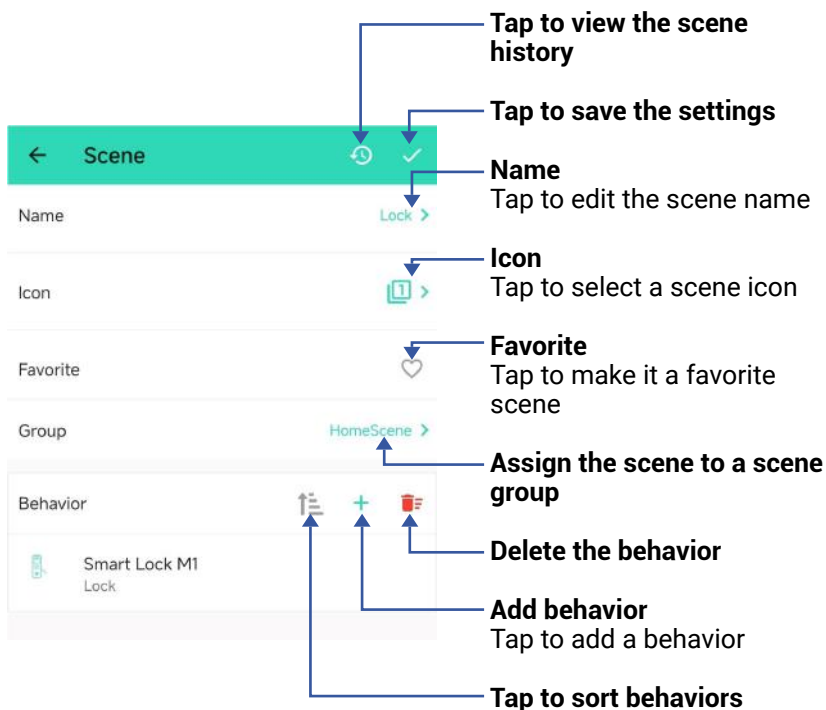 Tap to view the scene
history
Tap to save the settings
Scene
Name
Tap to edit the scene name
Name
Lock
Icon
Tap to select a scene icon
Icon
1
Favorite
Tap to make it a favorite
scene
Favorite
Group
HomeScene
Assign the scene to a scene
group
Behavior
Delete the behavior
Smart Lock M1
Lock
Add behavior
Tap to add a behavior
Tap to sort behaviors